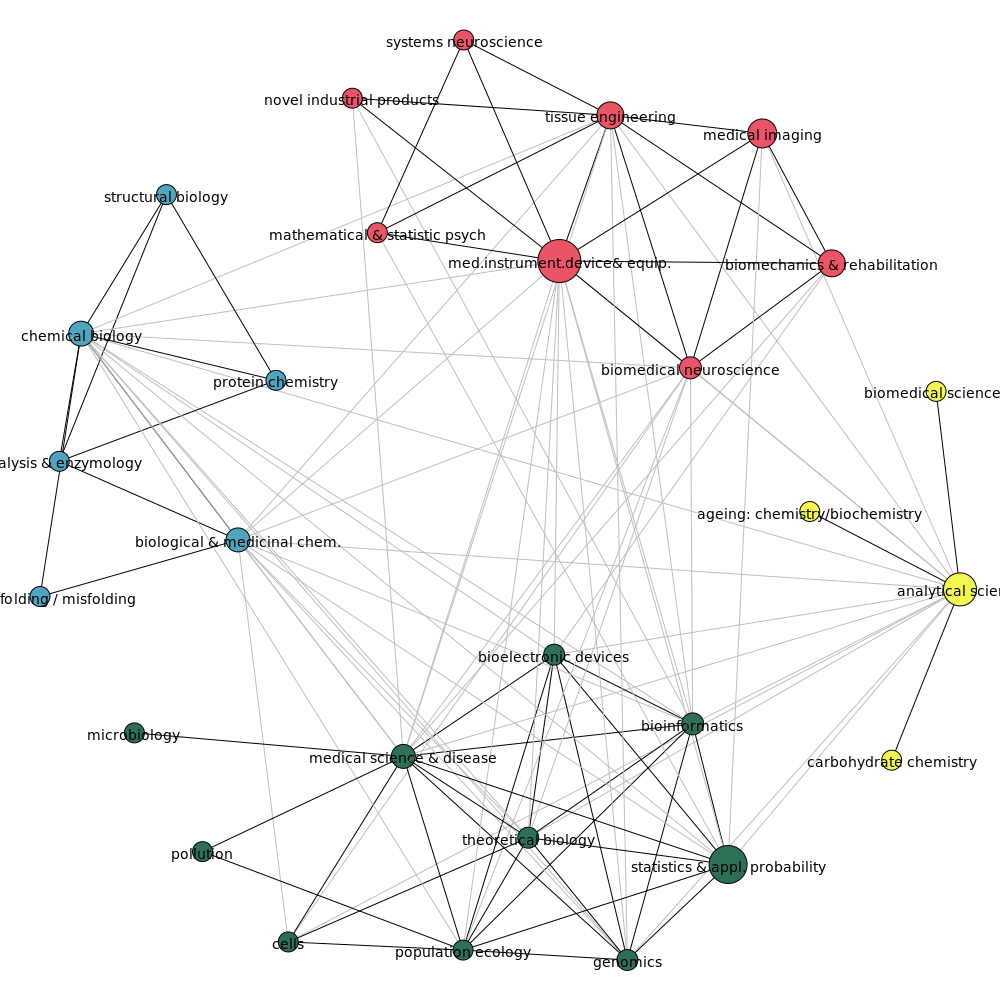 systems neuroscience
novel industrial products
tissue engineering
medical imaging
structural biology
mathematical & statistic psych
med.instrument.device& equip.
biomechanics & rehabilitation
chemical biology
biomedical neuroscience
protein chemistry
biomedical science
alysis & enzymology
ageing: chemistry/biochemistry
biological & medicinal chem.
analytical scien
folding / misfolding
bioelectronic devices
bioinformatics
microbiology
medical science & disease
carbohydrate chemistry
theoretical biology
pollution
statistics & appl. probability
cells
population ecology
genomics